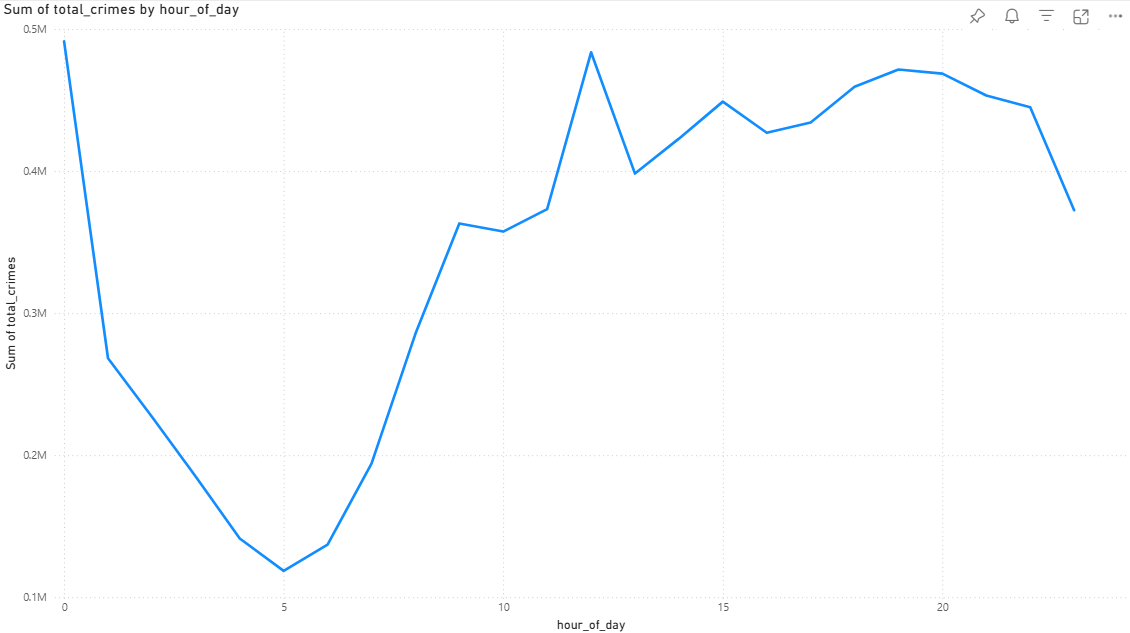 Sum of total_crimes by hour_of_day
0.5M
0.4M
0.3M
0.2M
0.1M
Sum of total_crimes
0 5 10 15 20
hour_of_day